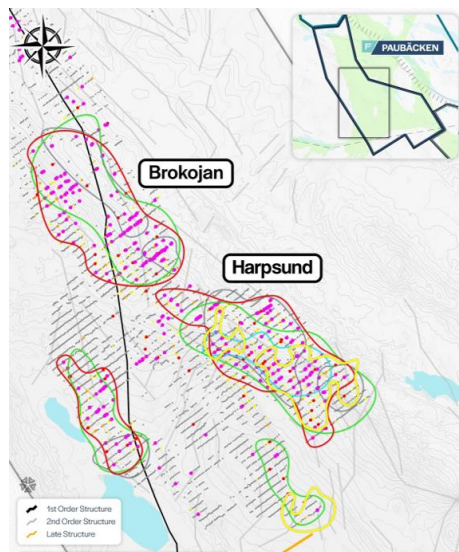 PAUBÄCKEN
Brokojan
Harpsund
1st Order Structure
2nd Order Structure
Late Structure